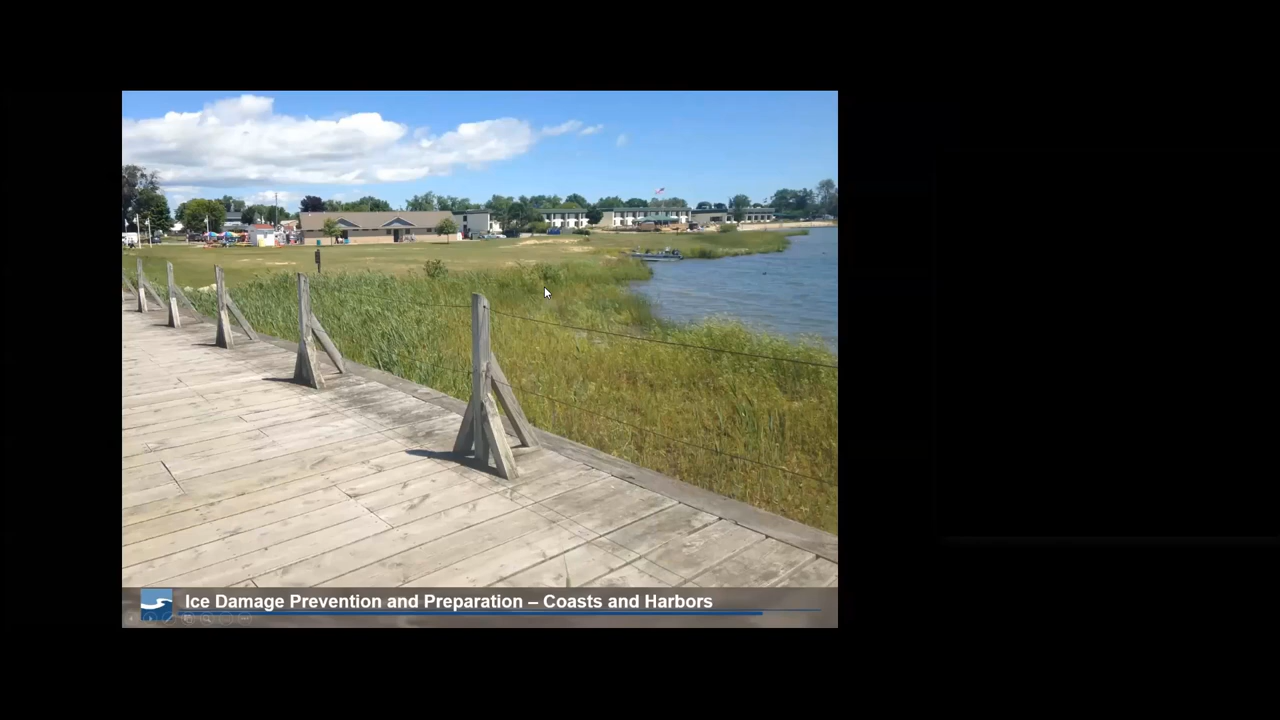 Ice Damage Prevention and Preparation – Coasts and Harbors